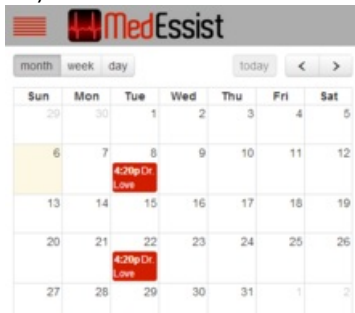 MedEssist
month week day today < >
Sun Mon Tue Wed Thu Fri Sat
29 30 1 2 3 4 5
6 7 8 9 10 11 12
4:20p Dr.
Love
13 14 15 16 17 18 19
20 21 22 23 24 25 26
4:20p Dr.
Love
27 28 29 30 31 1 2